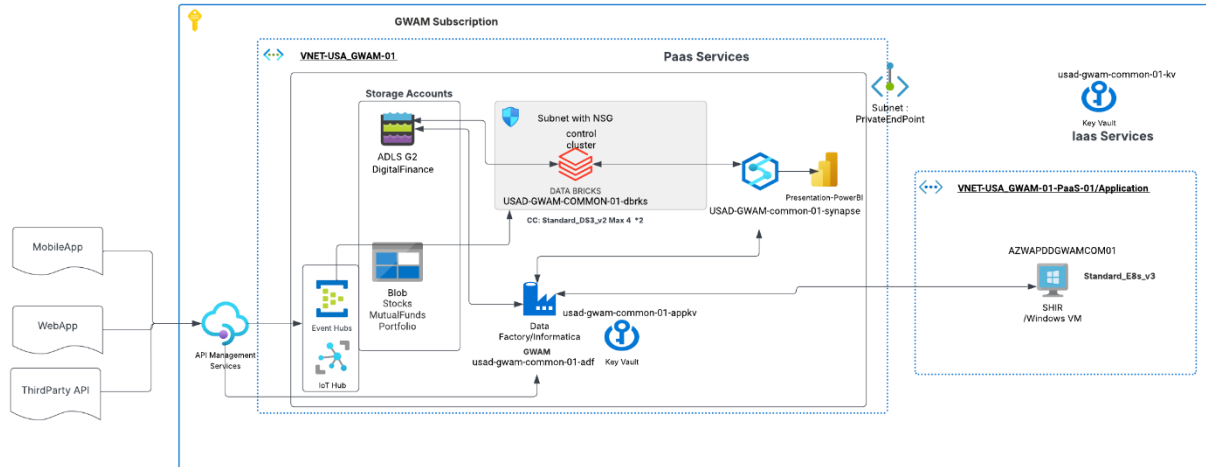 GWAM Subscription
VNET-USA_GWAM-01
Paas Services
usad-gwam-common-01-kv
Key Vault
Iaas Services
Subnet :
PrivateEndPoint
Storage Accounts
ADLS G2
DigitalFinance
Subnet with NSG
control
cluster
DATA BRICKS
USAD-GWAM-COMMON-01-dbrks
CC: Standard_DS3_v2 Max 4 *2
Presentation-PowerBI
USAD-GWAM-common-01-synapse
VNET-USA_GWAM-01-PaaS-01/Application
AZWAPDDGWAMCOM01
Standard_E8s_v3
SHIR
/Windows VM
MobileApp
WebApp
ThirdParty API
API Management
Services
Event Hubs
IoT Hub
Blob
Stocks
MutualFunds
Portfolio
usad-gwam-common-01-appkv
Data
Factory/Informatica
Key Vault
GWAM
usad-gwam-common-01-adf